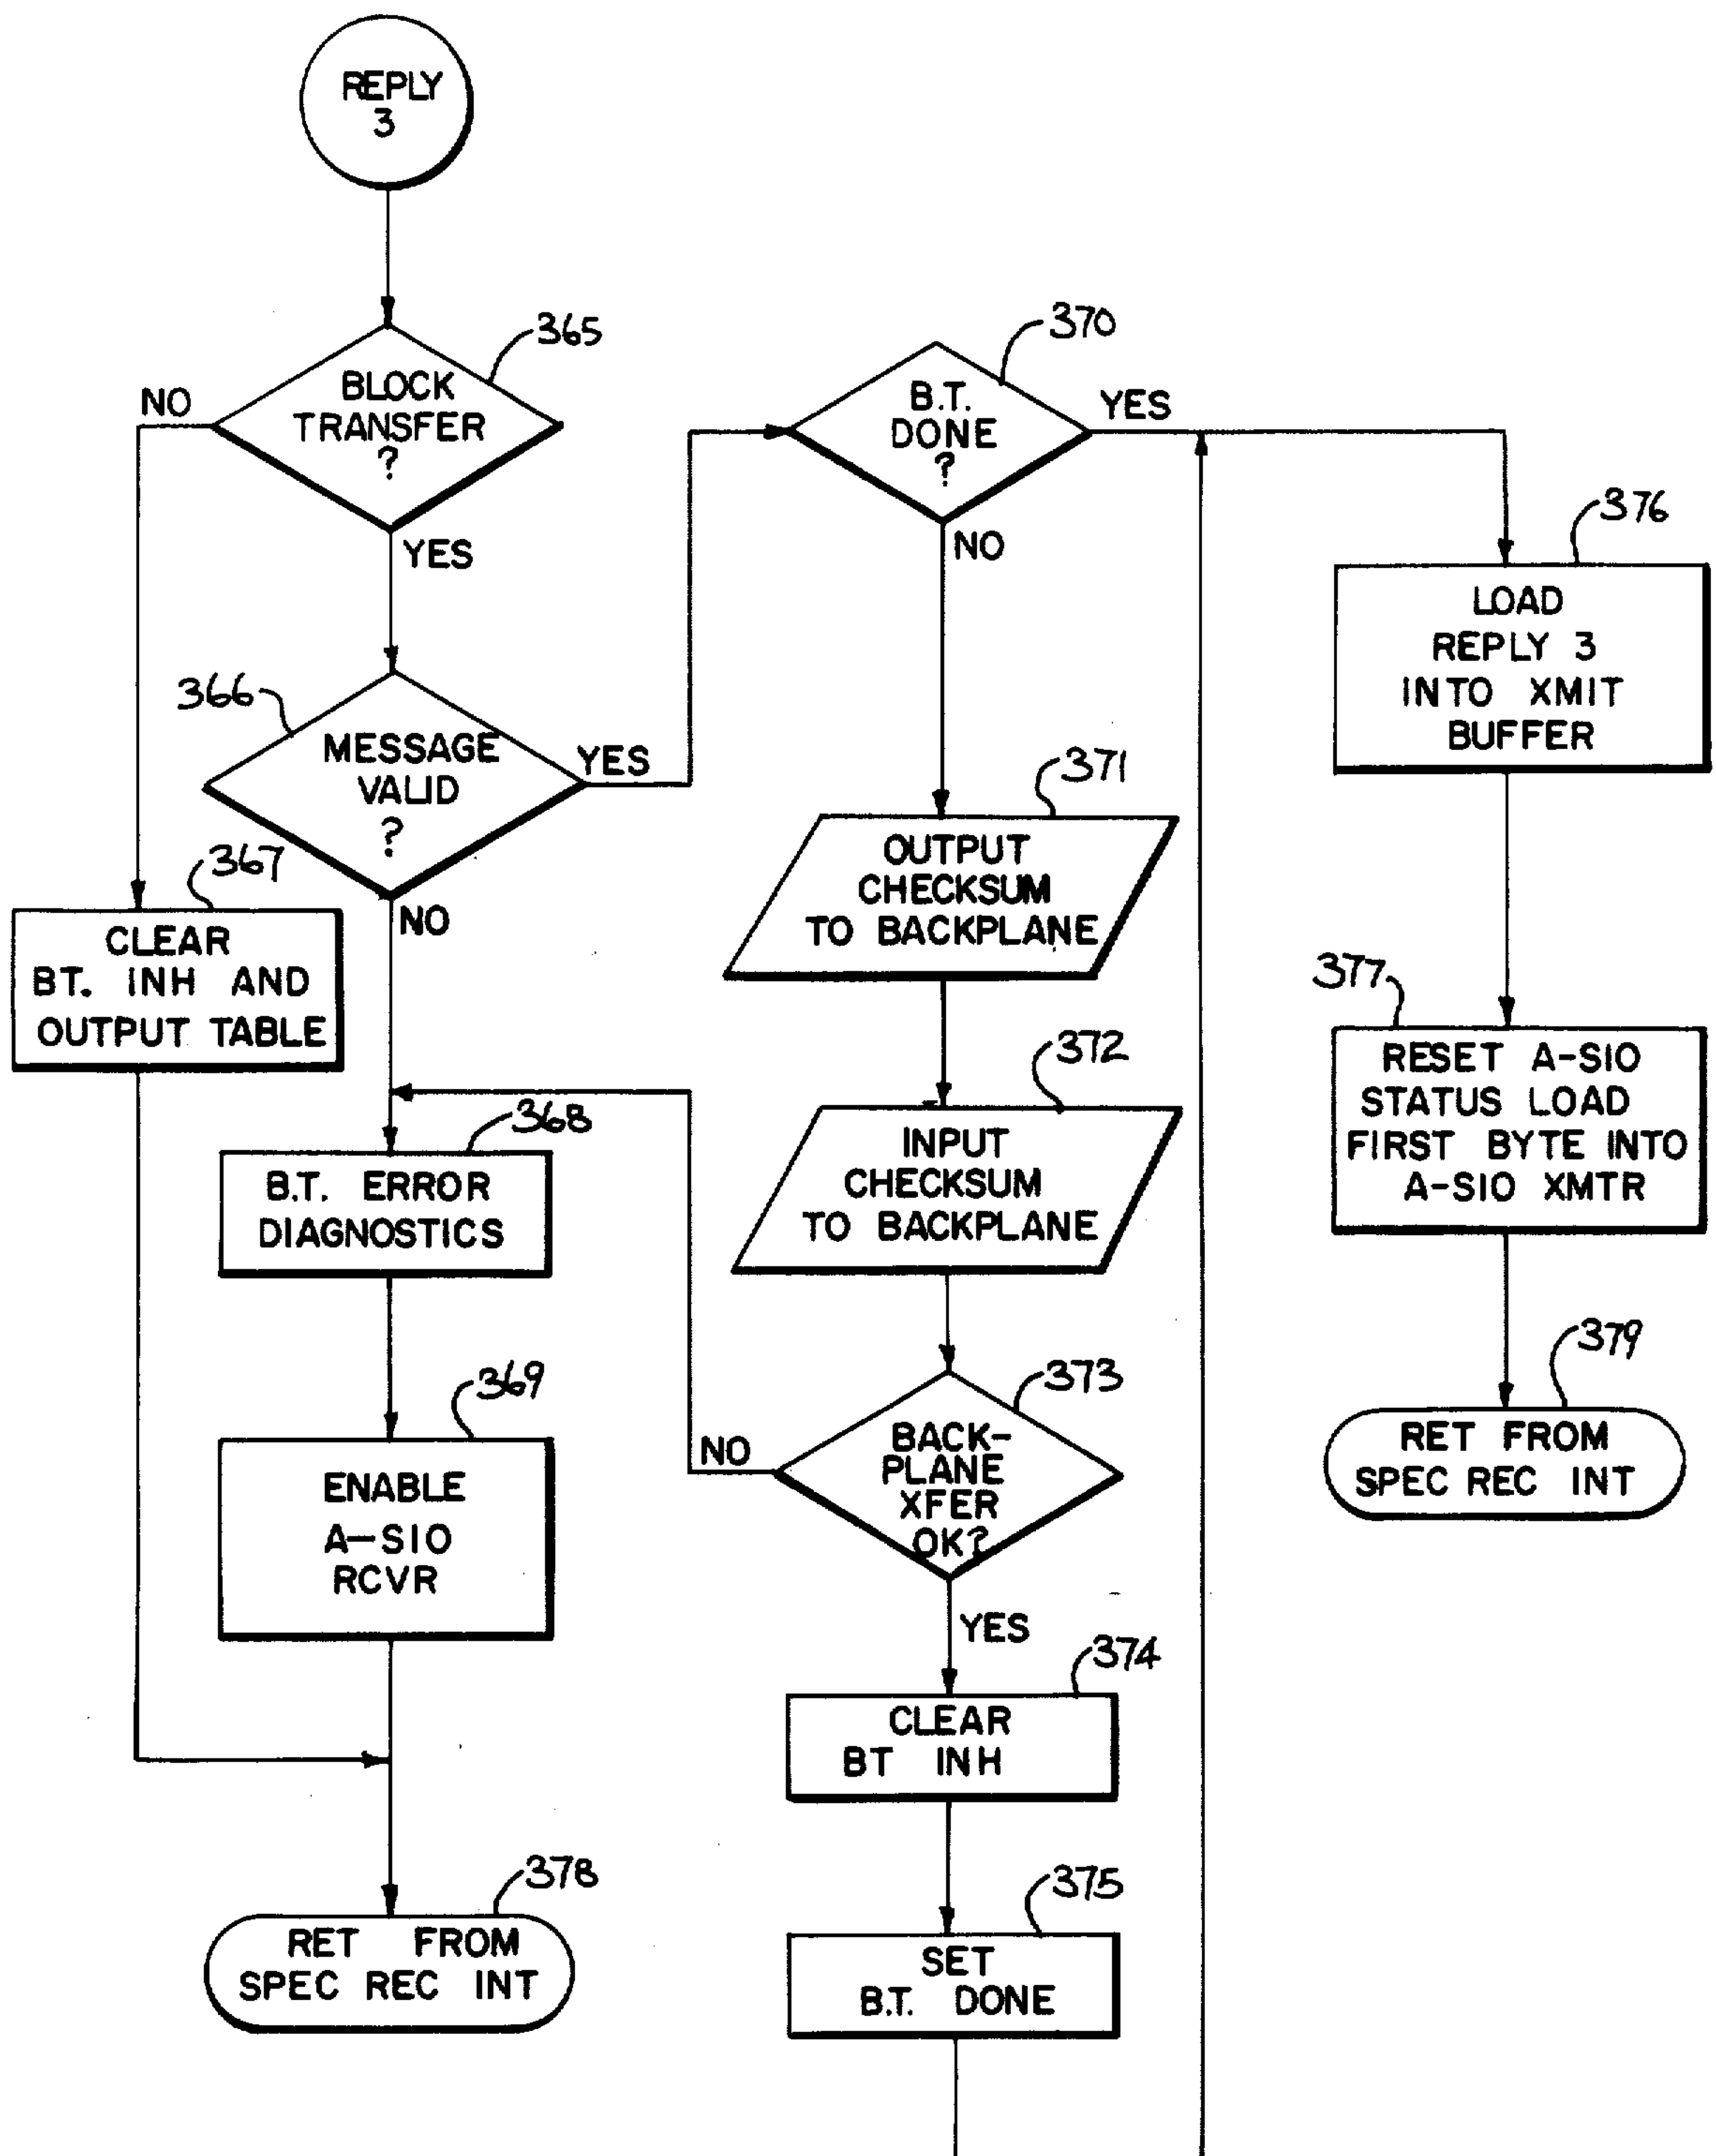 REPLY
3
365
BLOCK
TRANSFER
?
NO
YES
366
MESSAGE
VALID
?
YES
NO
367
CLEAR
BT. INH AND
OUTPUT TABLE
368
B.T. ERROR
DIAGNOSTICS
369
ENABLE
A-SIO
RCVR
378
RET FROM
SPEC REC INT
370
B.T.
DONE
?
YES
NO
371
OUTPUT
CHECKSUM
TO BACKPLANE
372
INPUT
CHECKSUM
TO BACKPLANE
373
BACK-
PLANE
XFER
OK?
NO
YES
374
CLEAR
BT INH
375
SET
B.T. DONE
376
LOAD
REPLY 3
INTO XMIT
BUFFER
377
RESET A-SIO
STATUS LOAD
FIRST BYTE INTO
A-SIO XMTR
379
RET FROM
SPEC REC INT